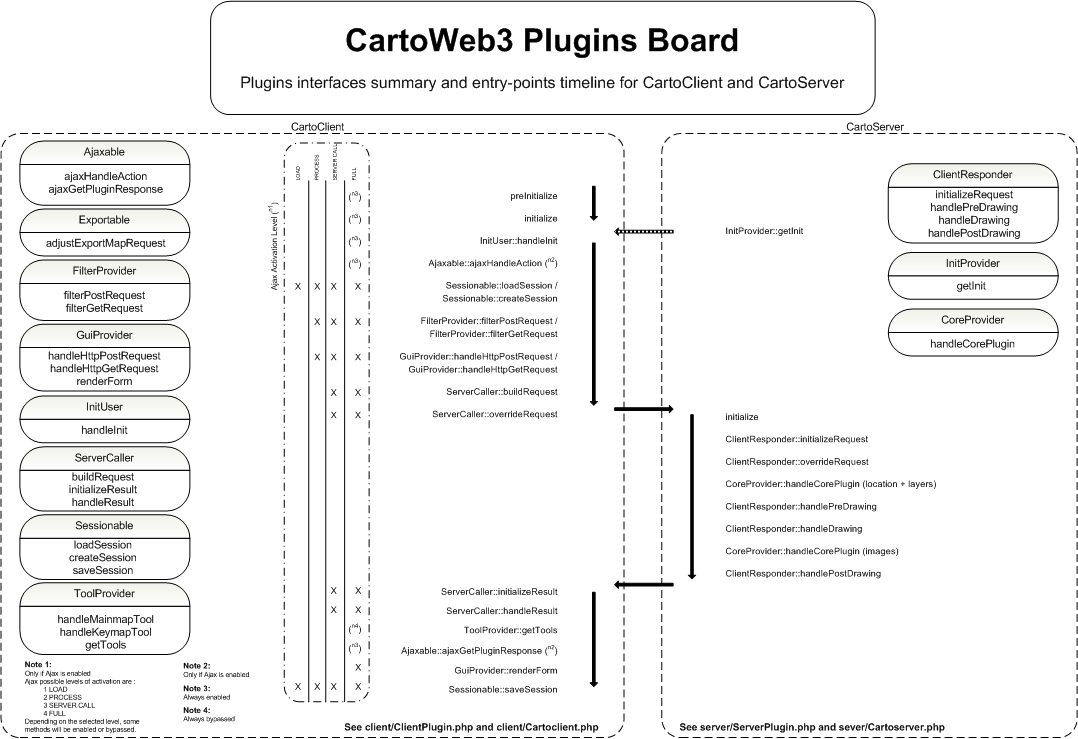 CartoWeb3 Plugins Board
Plugins interfaces summary and entry-points timeline for CartoClient and CartoServer
CartoClient
Ajaxable
ajaxHandleAction
ajaxGetPluginResponse
Exportable
adjustExportMapRequest
FilterProvider
filterPostRequest
filterGetRequest
GuiProvider
handleHttpPostRequest
handleHttpGetRequest
renderForm
InitUser
handleInit
ServerCaller
buildRequest
initializeResult
handleResult
Sessionable
loadSession
createSession
saveSession
ToolProvider
handleMainmapTool
handleKeymapTool
getTools
Note 1:
Only if Ajax is enabled
Ajax possible levels of activation are :
1 LOAD
2 PROCESS
3 SERVER CALL
4 FULL
Depending on the selected level, some
methods will be enabled or bypassed.
Note 2:
Only if Ajax is enabled
Note 3:
Always enabled
Note 4:
Always bypassed
Ajax Activation Level (n1)
LOAD
PROCESS
SERVER CALL
FULL
(n3) preInitialize
(n3) initialize
(n3) InitUser::handleInit
(n3) Ajaxable::ajaxHandleAction (n2)
X X X X Sessionable::loadSession /
Sessionable::createSession
X X X FilterProvider::filterPostRequest /
FilterProvider::filterGetRequest
X X X GuiProvider::handleHttpPostRequest /
GuiProvider::handleHttpGetRequest
X X ServerCaller::buildRequest
X X ServerCaller::overrideRequest
X X ServerCaller::initializeResult
X X ServerCaller::handleResult
(n4) ToolProvider::getTools
(n3) Ajaxable::ajaxGetPluginResponse (n2)
X GuiProvider::renderForm
X X X X Sessionable::saveSession
See client/ClientPlugin.php and client/Cartoclient.php
CartoServer
InitProvider::getInit
initialize
ClientResponder::initializeRequest
ClientResponder::overrideRequest
CoreProvider::handleCorePlugin (location + layers)
ClientResponder::handlePreDrawing
ClientResponder::handleDrawing
CoreProvider::handleCorePlugin (images)
ClientResponder::handlePostDrawing
ClientResponder
initializeRequest
handlePreDrawing
handleDrawing
handlePostDrawing
InitProvider
getInit
CoreProvider
handleCorePlugin
See server/ServerPlugin.php and sever/Cartoserver.php